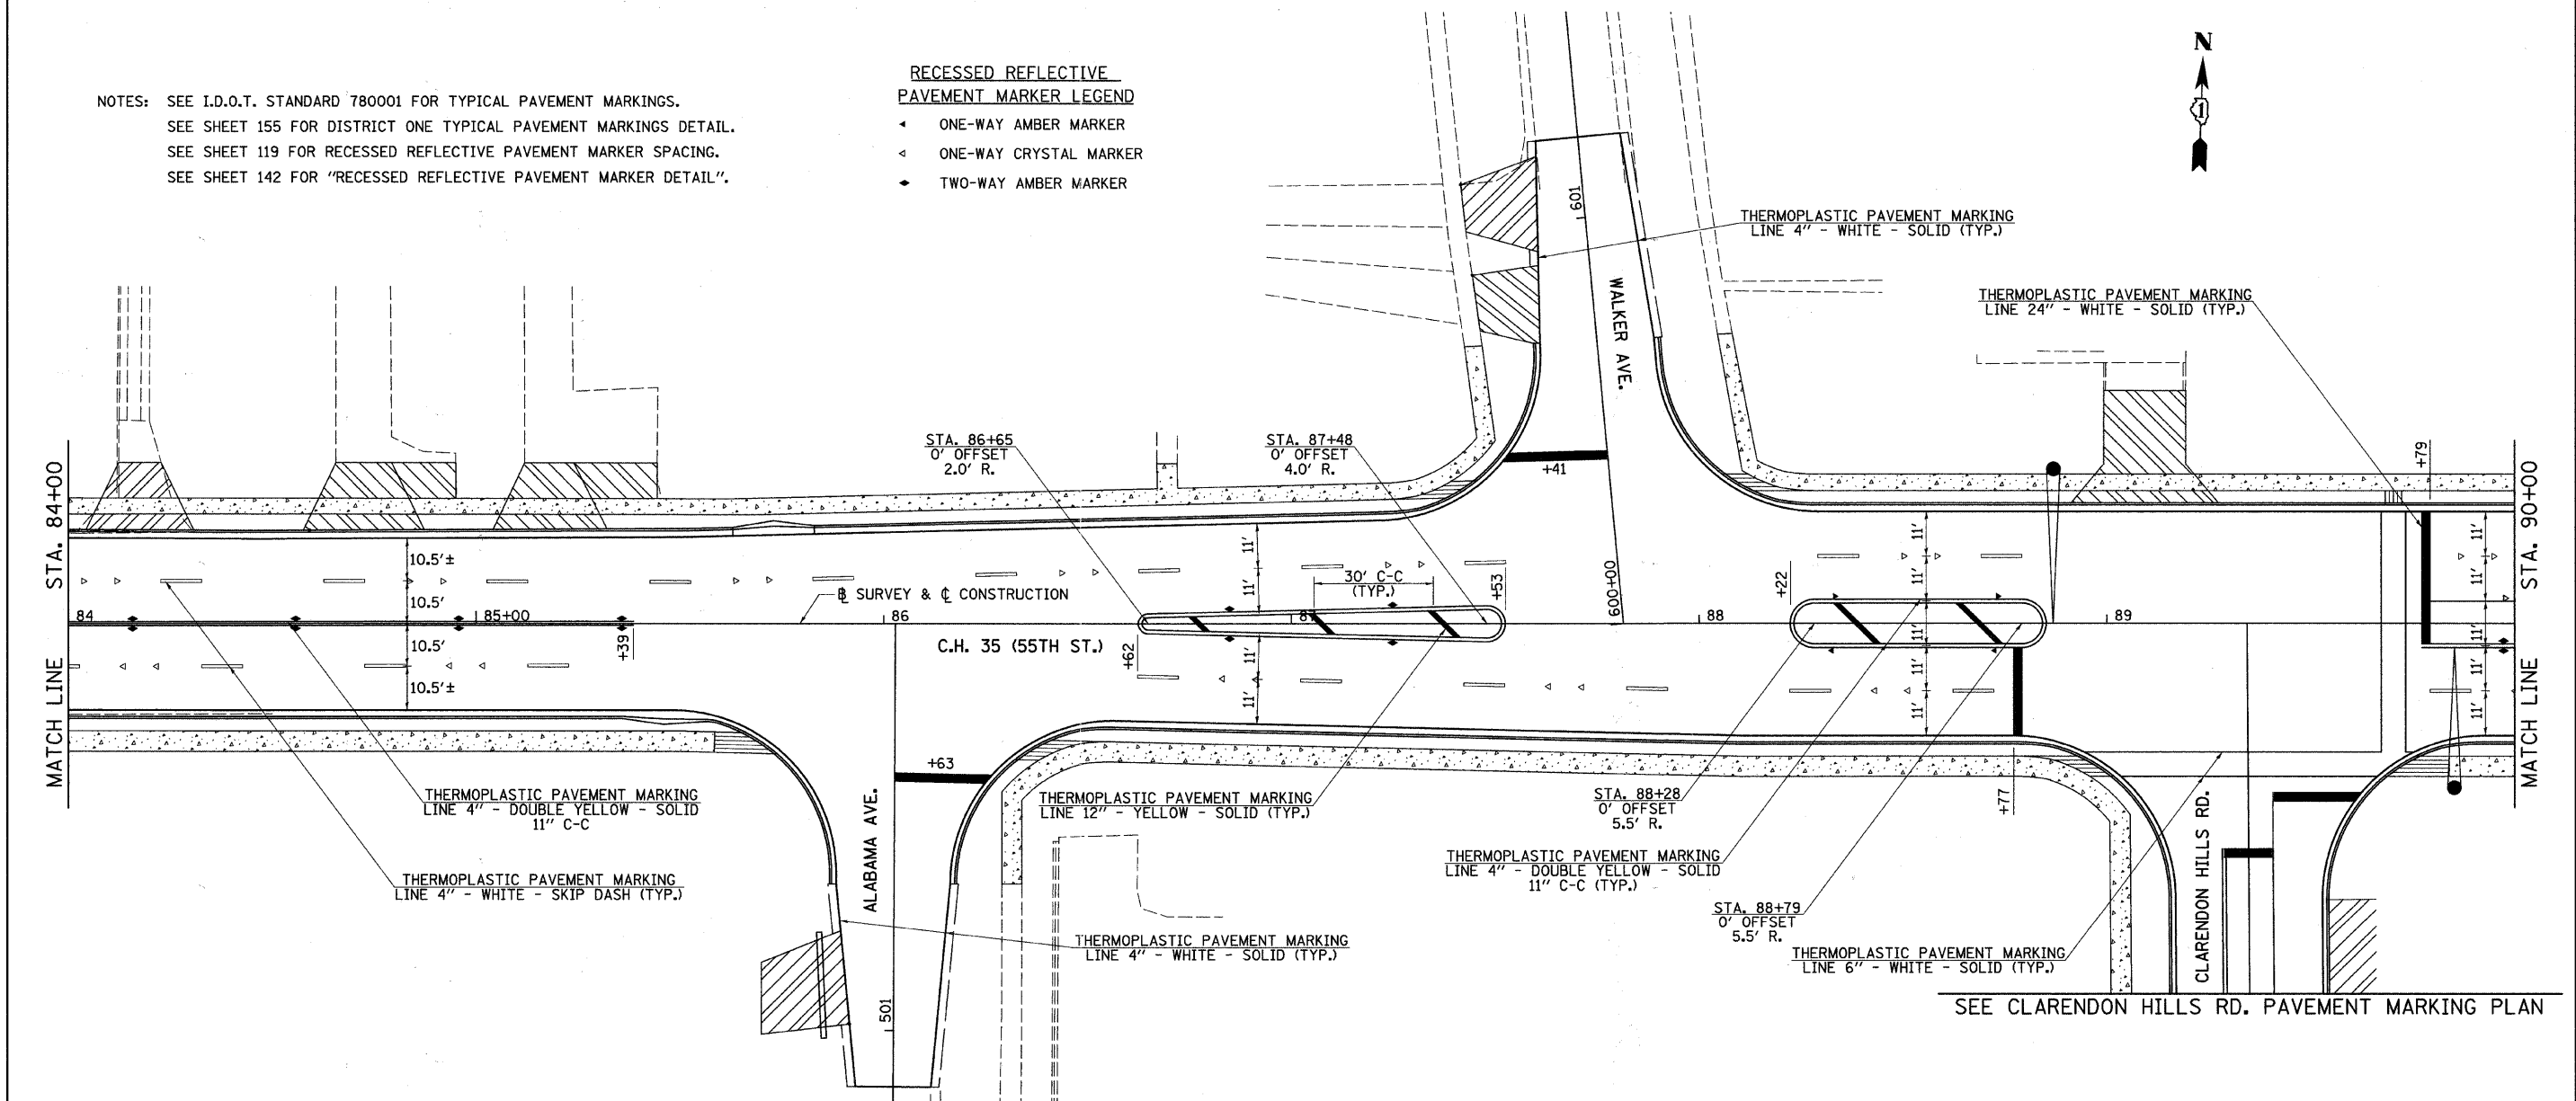 NOTES: SEE I.D.O.T. STANDARD 780001 FOR TYPICAL PAVEMENT MARKINGS.
SEE SHEET 155 FOR DISTRICT ONE TYPICAL PAVEMENT MARKINGS DETAIL.
SEE SHEET 119 FOR RECESSED REFLECTIVE PAVEMENT MARKER SPACING.
SEE SHEET 142 FOR "RECESSED REFLECTIVE PAVEMENT MARKER DETAIL".
RECESSED REFLECTIVE
PAVEMENT MARKER LEGEND
ONE-WAY AMBER MARKER
ONE-WAY CRYSTAL MARKER
TWO-WAY AMBER MARKER
N
1
601
WALKER AVE.
THERMOPLASTIC PAVEMENT MARKING
LINE 4" - WHITE - SOLID (TYP.)
THERMOPLASTIC PAVEMENT MARKING
LINE 24" - WHITE - SOLID (TYP.)
STA. 86+65
0' OFFSET
2.0' R.
STA. 87+48
0' OFFSET
4.0' R.
+41
+79
MATCH LINE STA. 84+00
MATCH LINE STA. 90+00
10.5'±
10.5'
10.5'
10.5'±
11'
11'
11'
11'
30' C-C
(TYP.)
+53
600+00
+22
11'
11'
11'
11'
11'
11'
11'
11'
11'
11'
84
85+00
+39
℄ SURVEY & ℄ CONSTRUCTION
86
87
88
89
C.H. 35 (55TH ST.)
+62
+63
+77
THERMOPLASTIC PAVEMENT MARKING
LINE 4" - DOUBLE YELLOW - SOLID
11" C-C
THERMOPLASTIC PAVEMENT MARKING
LINE 12" - YELLOW - SOLID (TYP.)
STA. 88+28
0' OFFSET
5.5' R.
THERMOPLASTIC PAVEMENT MARKING
LINE 4" - DOUBLE YELLOW - SOLID
11" C-C (TYP.)
THERMOPLASTIC PAVEMENT MARKING
LINE 4" - WHITE - SKIP DASH (TYP.)
ALABAMA AVE.
501
STA. 88+79
0' OFFSET
5.5' R.
THERMOPLASTIC PAVEMENT MARKING
LINE 4" - WHITE - SOLID (TYP.)
THERMOPLASTIC PAVEMENT MARKING
LINE 6" - WHITE - SOLID (TYP.)
CLARENDON HILLS RD.
SEE CLARENDON HILLS RD. PAVEMENT MARKING PLAN